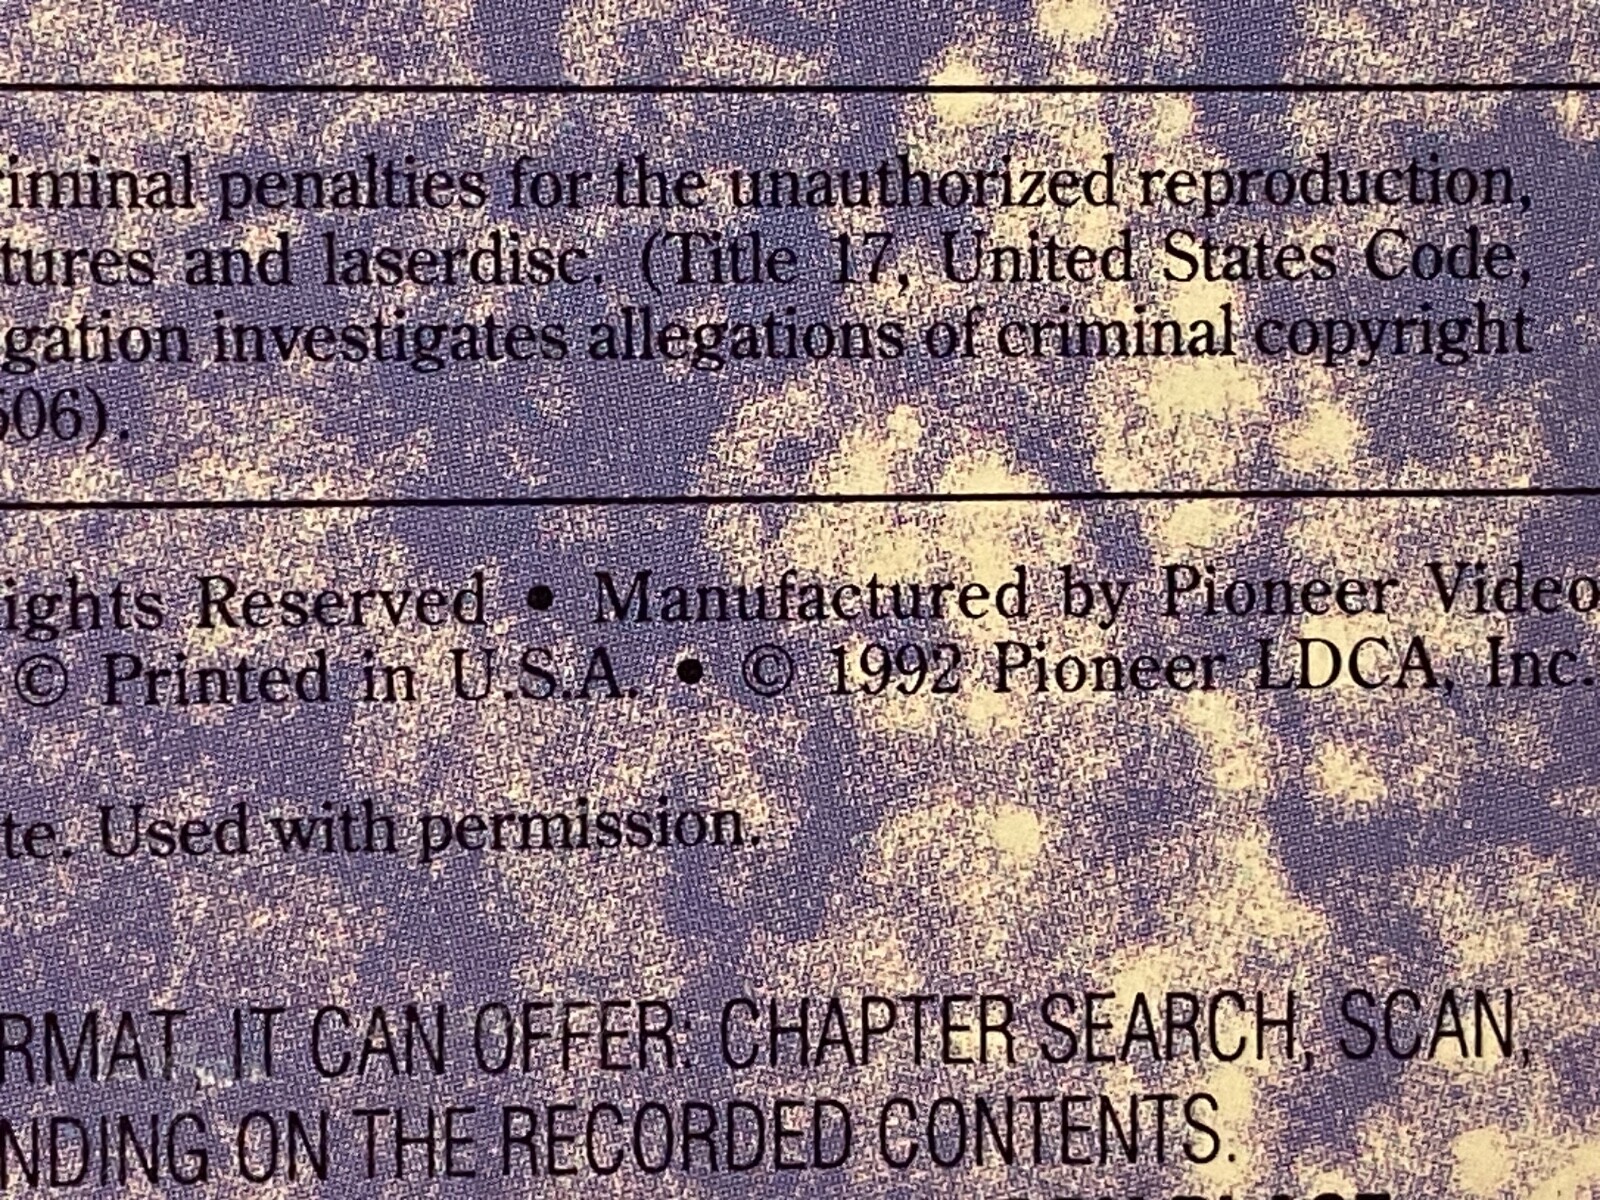 iminal penalties for the unauthorized reproduction,
tures and laserdisc. (Title 17, United States Code,
gation investigates allegations of criminal copyright
506).
ights Reserved • Manufactured by Pioneer Video
© Printed in U.S.A. • © 1992 Pioneer LDCA, Inc.
te. Used with permission.
RMAT, IT CAN OFFER: CHAPTER SEARCH, SCAN,
NDING ON THE RECORDED CONTENTS.